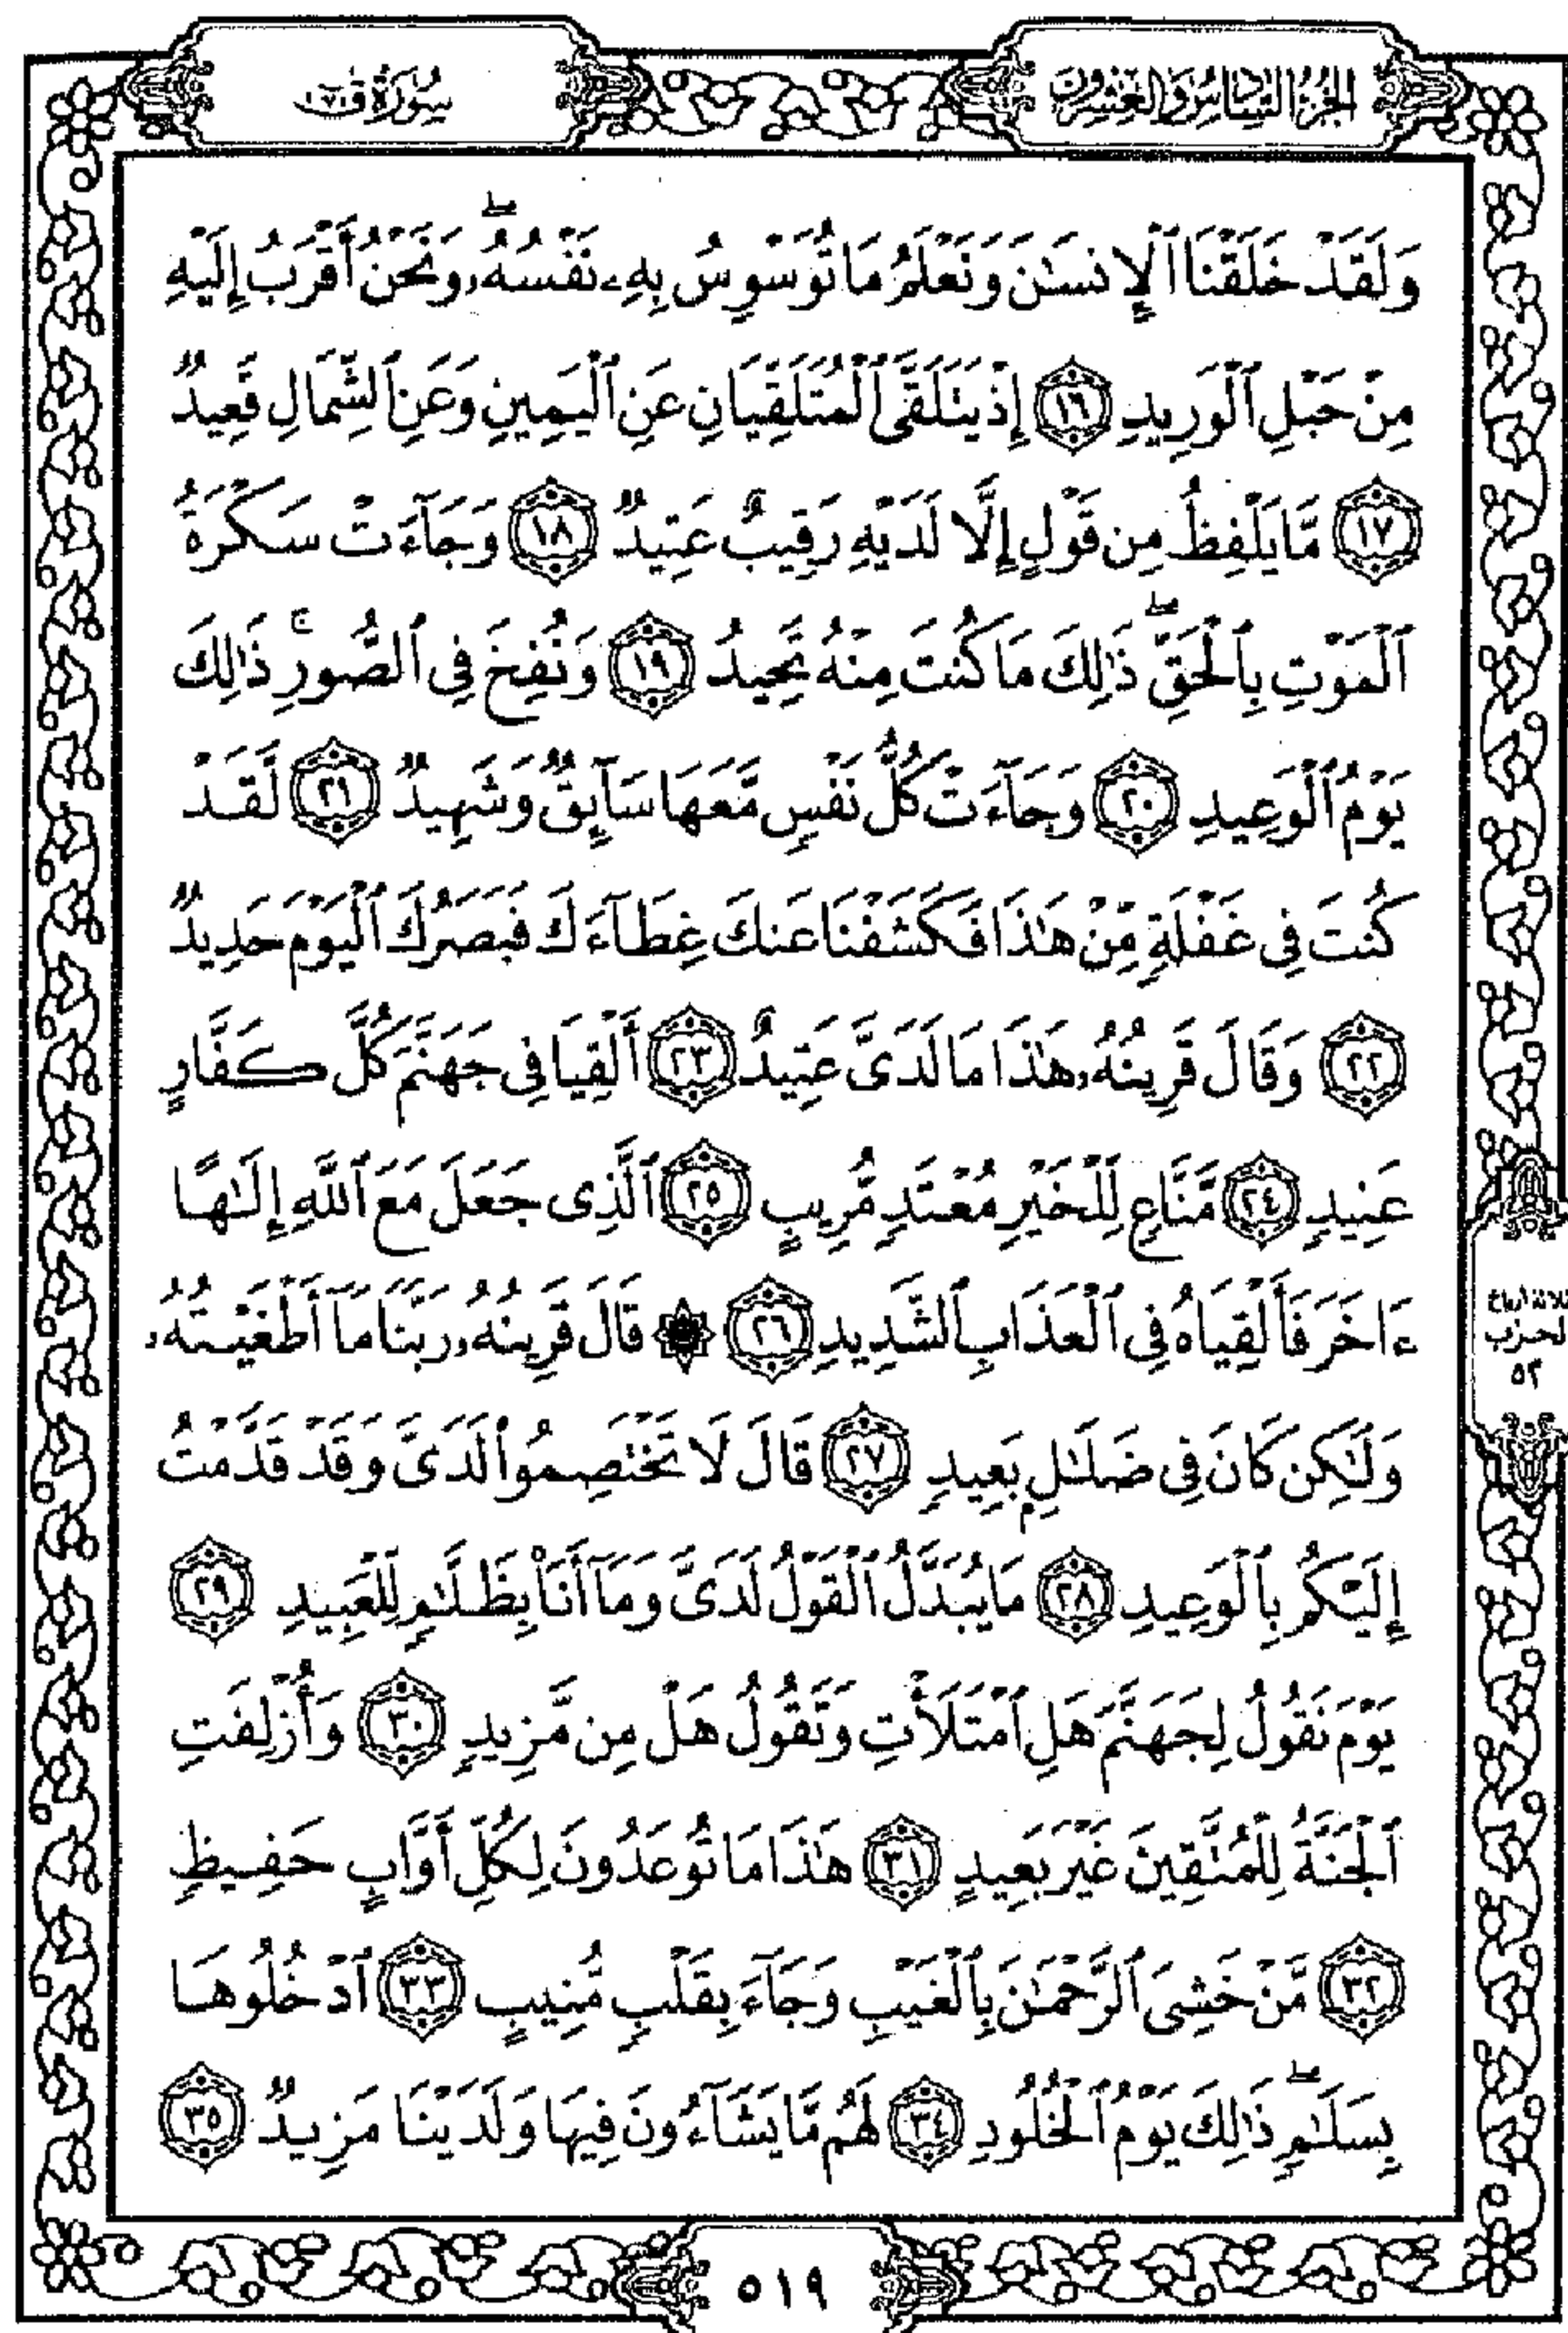 الجزء السادس والعشرون
سورة ق
وَلَقَدْ خَلَقْنَا ٱلْإِنسَـٰنَ وَنَعْلَمُ مَا تُوَسْوِسُ بِهِۦ نَفْسُهُۥ ۖ وَنَحْنُ أَقْرَبُ إِلَيْهِ
مِنْ حَبْلِ ٱلْوَرِيدِ ١٦ إِذْ يَتَلَقَّى ٱلْمُتَلَقِّيَانِ عَنِ ٱلْيَمِينِ وَعَنِ ٱلشِّمَالِ قَعِيدٌ
١٧ مَّا يَلْفِظُ مِن قَوْلٍ إِلَّا لَدَيْهِ رَقِيبٌ عَتِيدٌ ١٨ وَجَآءَتْ سَكْرَةُ
ٱلْمَوْتِ بِٱلْحَقِّ ۖ ذَٰلِكَ مَا كُنتَ مِنْهُ تَحِيدُ ١٩ وَنُفِخَ فِى ٱلصُّورِ ۚ ذَٰلِكَ
يَوْمُ ٱلْوَعِيدِ ٢٠ وَجَآءَتْ كُلُّ نَفْسٍ مَّعَهَا سَآئِقٌ وَشَهِيدٌ ٢١ لَّقَدْ
كُنتَ فِى غَفْلَةٍ مِّنْ هَـٰذَا فَكَشَفْنَا عَنكَ غِطَآءَكَ فَبَصَرُكَ ٱلْيَوْمَ حَدِيدٌ
٢٢ وَقَالَ قَرِينُهُۥ هَـٰذَا مَا لَدَىَّ عَتِيدٌ ٢٣ أَلْقِيَا فِى جَهَنَّمَ كُلَّ كَفَّارٍ
عَنِيدٍ ٢٤ مَّنَّاعٍ لِّلْخَيْرِ مُعْتَدٍ مُّرِيبٍ ٢٥ ٱلَّذِى جَعَلَ مَعَ ٱللَّهِ إِلَـٰهًا
ءَاخَرَ فَأَلْقِيَاهُ فِى ٱلْعَذَابِ ٱلشَّدِيدِ ٢٦ ۞ قَالَ قَرِينُهُۥ رَبَّنَا مَآ أَطْغَيْتُهُۥ
وَلَـٰكِن كَانَ فِى ضَلَـٰلٍۭ بَعِيدٍ ٢٧ قَالَ لَا تَخْتَصِمُوا۟ لَدَىَّ وَقَدْ قَدَّمْتُ
إِلَيْكُم بِٱلْوَعِيدِ ٢٨ مَا يُبَدَّلُ ٱلْقَوْلُ لَدَىَّ وَمَآ أَنَا۠ بِظَلَّـٰمٍ لِّلْعَبِيدِ ٢٩
يَوْمَ نَقُولُ لِجَهَنَّمَ هَلِ ٱمْتَلَأْتِ وَتَقُولُ هَلْ مِن مَّزِيدٍ ٣٠ وَأُزْلِفَتِ
ٱلْجَنَّةُ لِلْمُتَّقِينَ غَيْرَ بَعِيدٍ ٣١ هَـٰذَا مَا تُوعَدُونَ لِكُلِّ أَوَّابٍ حَفِيظٍ
٣٢ مَّنْ خَشِىَ ٱلرَّحْمَـٰنَ بِٱلْغَيْبِ وَجَآءَ بِقَلْبٍ مُّنِيبٍ ٣٣ ٱدْخُلُوهَا
بِسَلَـٰمٍ ۖ ذَٰلِكَ يَوْمُ ٱلْخُلُودِ ٣٤ لَهُم مَّا يَشَآءُونَ فِيهَا وَلَدَيْنَا مَزِيدٌ ٣٥
أرباع
٥٢
٥١٩